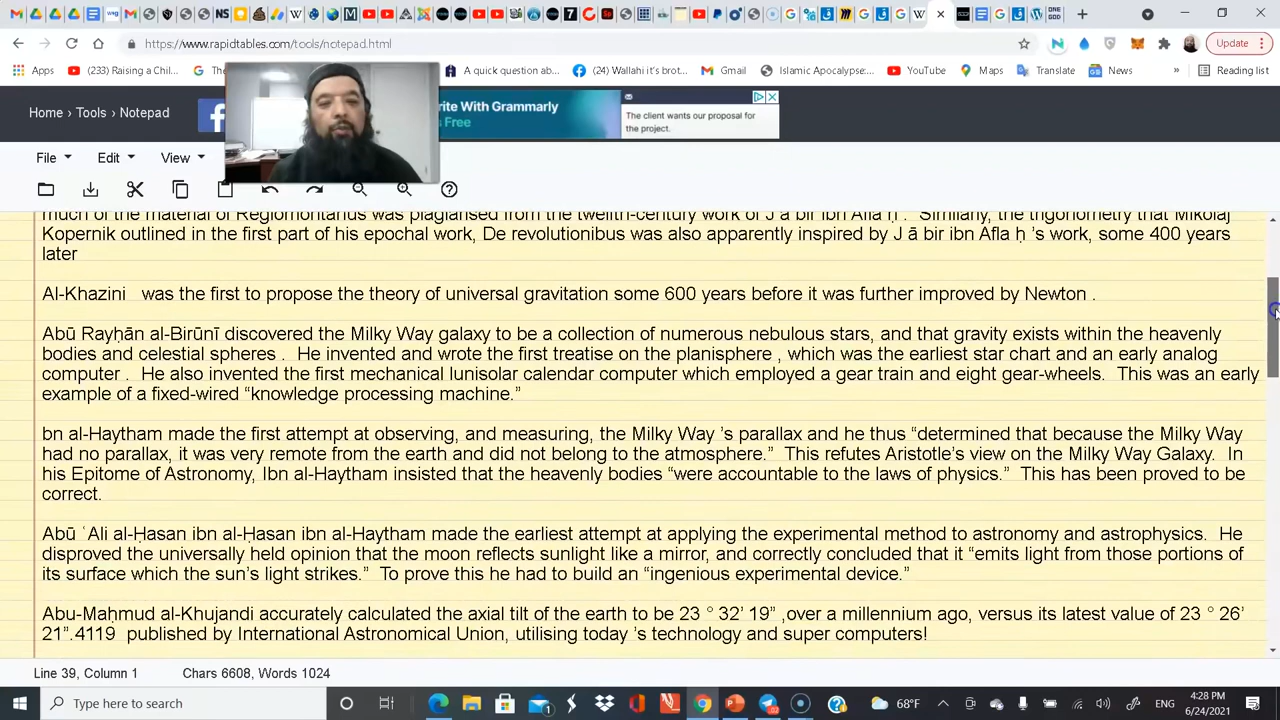 https://www.rapidtables.com/tools/notepad.html
Update
Apps
(233) Raising a Chil...
A quick question ab...
(24) Wallahi it's brot...
Gmail
Islamic Apocalypse:...
YouTube
Maps
Translate
News
Reading list
Home › Tools › Notepad
rite With Grammarly
s Free
The client wants our proposal for
the project.
File Edit View
much of the material of Regiomontanus was plagiarised from the twelfth-century work of J ā bir ibn Afla ḥ . Similarly, the trigonometry that Mikolaj
Kopernik outlined in the first part of his epochal work, De revolutionibus was also apparently inspired by J ā bir ibn Afla ḥ 's work, some 400 years
later
Al-Khazini was the first to propose the theory of universal gravitation some 600 years before it was further improved by Newton .
Abū Rayḥān al-Birūnī discovered the Milky Way galaxy to be a collection of numerous nebulous stars, and that gravity exists within the heavenly
bodies and celestial spheres . He invented and wrote the first treatise on the planisphere , which was the earliest star chart and an early analog
computer . He also invented the first mechanical lunisolar calendar computer which employed a gear train and eight gear-wheels. This was an early
example of a fixed-wired “knowledge processing machine.”
bn al-Haytham made the first attempt at observing, and measuring, the Milky Way 's parallax and he thus “determined that because the Milky Way
had no parallax, it was very remote from the earth and did not belong to the atmosphere.” This refutes Aristotle's view on the Milky Way Galaxy. In
his Epitome of Astronomy, Ibn al-Haytham insisted that the heavenly bodies “were accountable to the laws of physics.” This has been proved to be
correct.
Abū ʿAli al-Ḥasan ibn al-Ḥasan ibn al-Haytham made the earliest attempt at applying the experimental method to astronomy and astrophysics. He
disproved the universally held opinion that the moon reflects sunlight like a mirror, and correctly concluded that it “emits light from those portions of
its surface which the sun's light strikes.” To prove this he had to build an “ingenious experimental device.”
Abu-Maḥmud al-Khujandi accurately calculated the axial tilt of the earth to be 23 ° 32’ 19” ,over a millennium ago, versus its latest value of 23 ° 26’
21”.4119 published by International Astronomical Union, utilising today 's technology and super computers!
Line 39, Column 1 Chars 6608, Words 1024
Type here to search
68°F
ENG
4:28 PM
6/24/2021